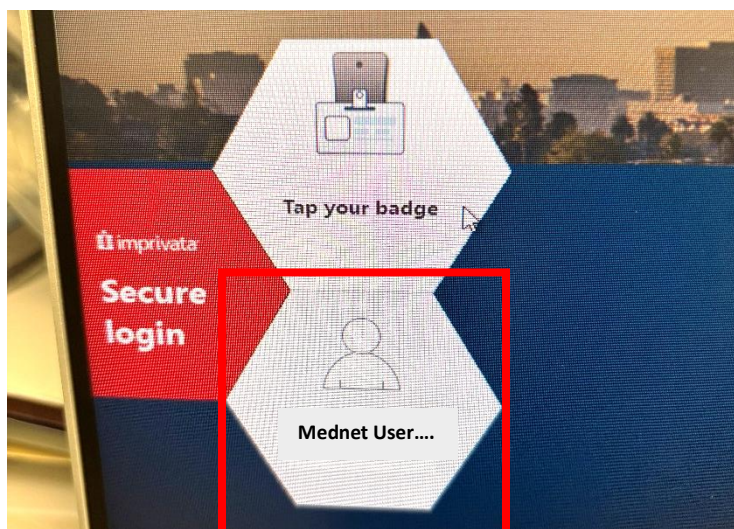 Tap your badge
imprivata
Secure
login
Mednet User....